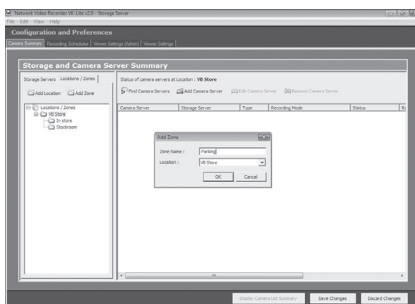 Network Video Recorder VK-Lite v2.0 - Storage Server
File Edit View Help
Configuration and Preferences
Camera Summary Recording Schedules Viewer Settings (Admin) Viewer Settings
Storage and Camera Server Summary
Storage Servers Locations / Zones
Status of camera servers at Location : VB Store
Add Location Add Zone
Find Camera Servers Add Camera Server Edit Camera Server Remove Camera Server
Camera Server Storage Server Type Recording Mode Status
Locations / Zones
VB Store
In store
Stockroom
Add Zone
Zone Name : Parking
Location : VB Store
OK Cancel
Display Camera List Summary Save Changes Discard Changes